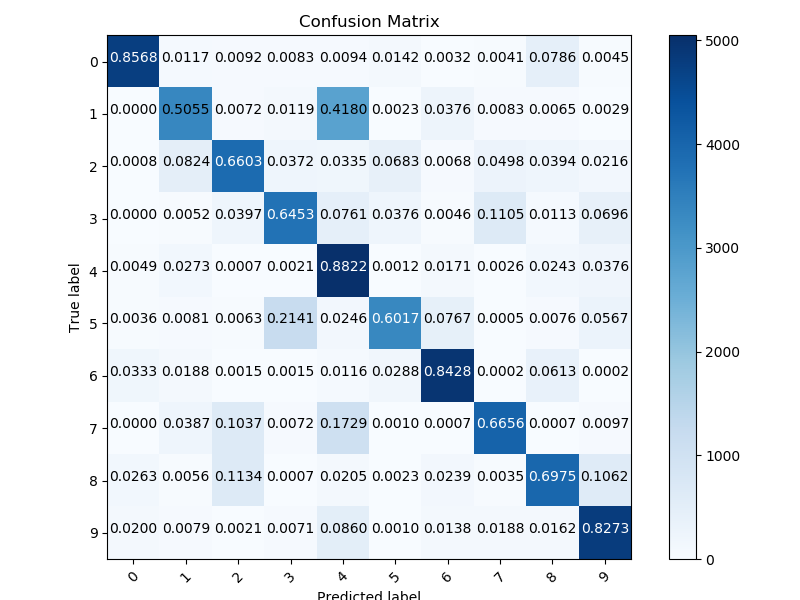 Confusion Matrix
0 0.8568 0.0117 0.0092 0.0083 0.0094 0.0142 0.0032 0.0041 0.0786 0.0045
1 0.0000 0.5055 0.0072 0.0119 0.4180 0.0023 0.0376 0.0083 0.0065 0.0029
2 0.0008 0.0824 0.6603 0.0372 0.0335 0.0683 0.0068 0.0498 0.0394 0.0216
3 0.0000 0.0052 0.0397 0.6453 0.0761 0.0376 0.0046 0.1105 0.0113 0.0696
4 0.0049 0.0273 0.0007 0.0021 0.8822 0.0012 0.0171 0.0026 0.0243 0.0376
5 0.0036 0.0081 0.0063 0.2141 0.0246 0.6017 0.0767 0.0005 0.0076 0.0567
6 0.0333 0.0188 0.0015 0.0015 0.0116 0.0288 0.8428 0.0002 0.0613 0.0002
7 0.0000 0.0387 0.1037 0.0072 0.1729 0.0010 0.0007 0.6656 0.0007 0.0097
8 0.0263 0.0056 0.1134 0.0007 0.0205 0.0023 0.0239 0.0035 0.6975 0.1062
9 0.0200 0.0079 0.0021 0.0071 0.0860 0.0010 0.0138 0.0188 0.0162 0.8273
0 1 2 3 4 5 6 7 8 9
True label
Predicted label
5000
4000
3000
2000
1000
0